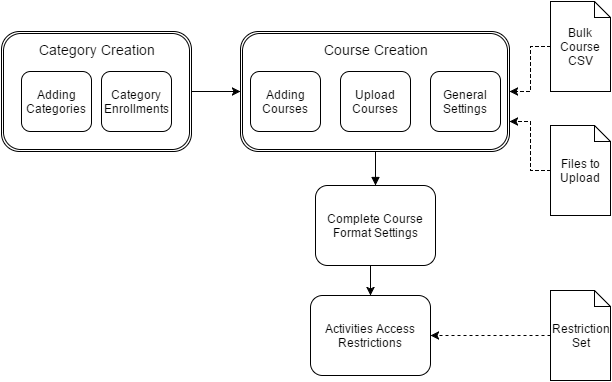 Category Creation
Adding
Categories
Category
Enrollments
Course Creation
Adding
Courses
Upload
Courses
General
Settings
Bulk
Course
CSV
Files to
Upload
Complete Course
Format Settings
Activities Access
Restrictions
Restriction
Set